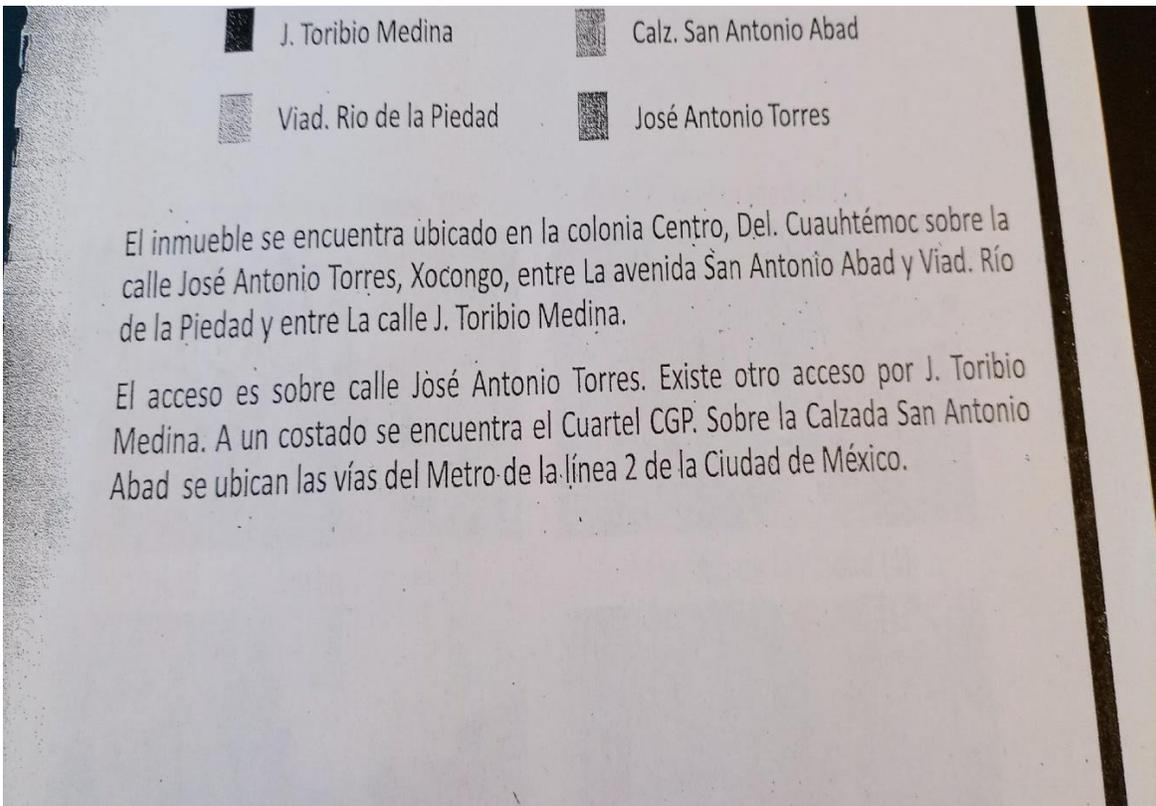 J. Toribio Medina Calz. San Antonio Abad
Viad. Rio de la Piedad José Antonio Torres
El inmueble se encuentra ubicado en la colonia Centro, Del. Cuauhtémoc sobre la
calle José Antonio Torres, Xocongo, entre La avenida San Antonio Abad y Viad. Río
de la Piedad y entre La calle J. Toribio Medina.
El acceso es sobre calle José Antonio Torres. Existe otro acceso por J. Toribio
Medina. A un costado se encuentra el Cuartel CGP. Sobre la Calzada San Antonio
Abad se ubican las vías del Metro de la línea 2 de la Ciudad de México.